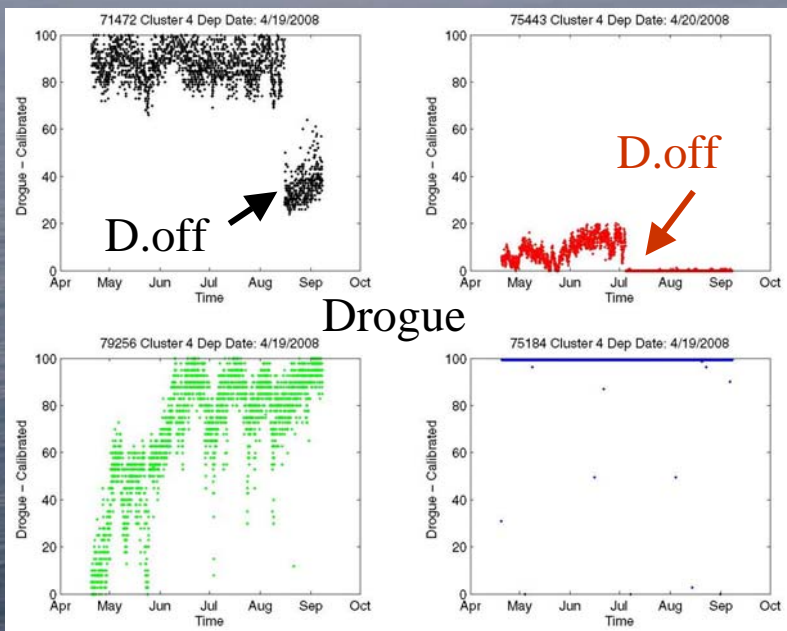 71472 Cluster 4 Dep Date: 4/19/2008
100
80
60
40
20
0
Drogue – Calibrated
D.off
Apr May Jun Jul Aug Sep Oct
Time
75443 Cluster 4 Dep Date: 4/20/2008
100
80
60
40
20
0
Drogue – Calibrated
D.off
Apr May Jun Jul Aug Sep Oct
Time
Drogue
79256 Cluster 4 Dep Date: 4/19/2008
100
80
60
40
20
0
Drogue – Calibrated
Apr May Jun Jul Aug Sep Oct
Time
75184 Cluster 4 Dep Date: 4/19/2008
100
80
60
40
20
0
Drogue – Calibrated
Apr May Jun Jul Aug Sep Oct
Time